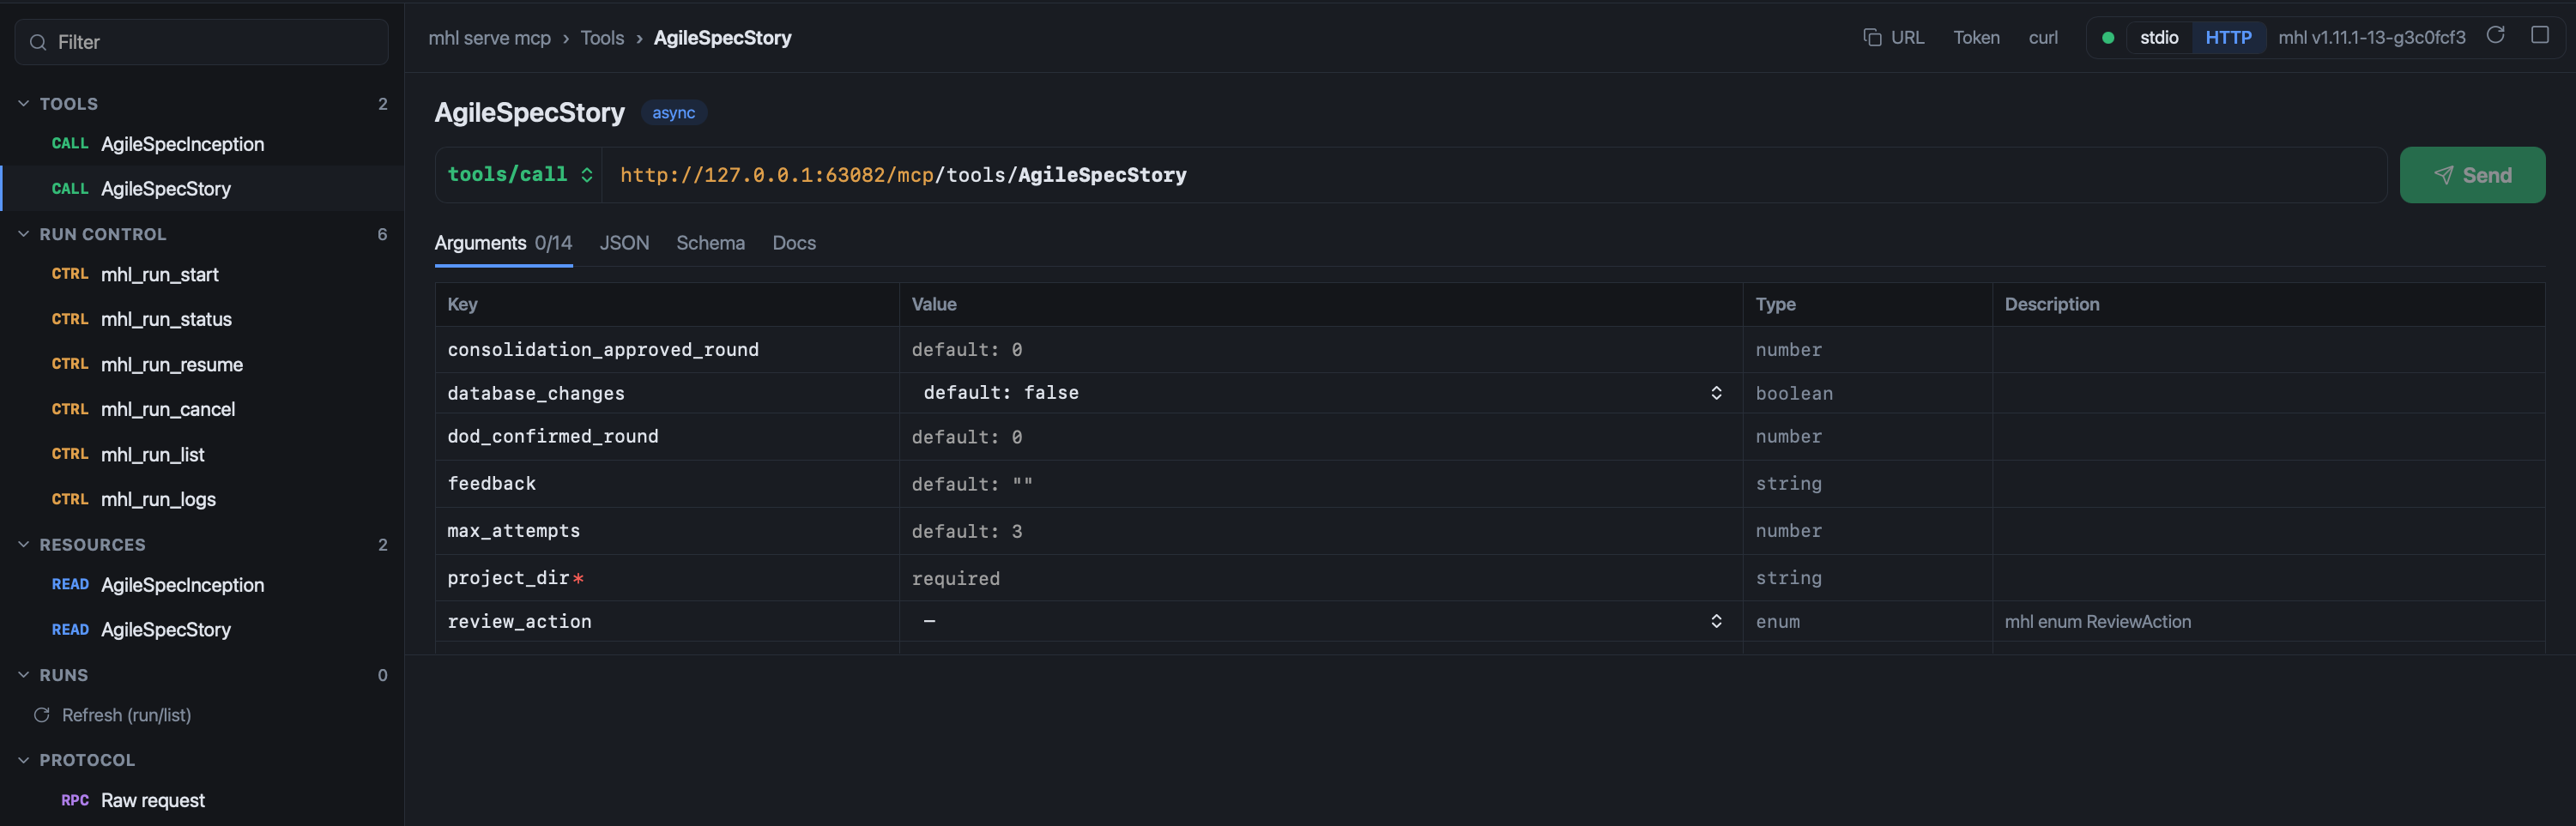 Filter
TOOLS 2
CALL AgileSpecInception
CALL AgileSpecStory
RUN CONTROL 6
CTRL mhl_run_start
CTRL mhl_run_status
CTRL mhl_run_resume
CTRL mhl_run_cancel
CTRL mhl_run_list
CTRL mhl_run_logs
RESOURCES 2
READ AgileSpecInception
READ AgileSpecStory
RUNS 0
Refresh (run/list)
PROTOCOL
RPC Raw request
mhl serve mcp › Tools › AgileSpecStory
URL Token curl stdio HTTP mhl v1.11.1-13-g3c0fcf3
AgileSpecStory async
tools/call http://127.0.0.1:63082/mcp/tools/AgileSpecStory Send
Arguments 0/14 JSON Schema Docs
Key Value Type Description
consolidation_approved_round default: 0 number
database_changes default: false boolean
dod_confirmed_round default: 0 number
feedback default: "" string
max_attempts default: 3 number
project_dir* required string
review_action — enum mhl enum ReviewAction